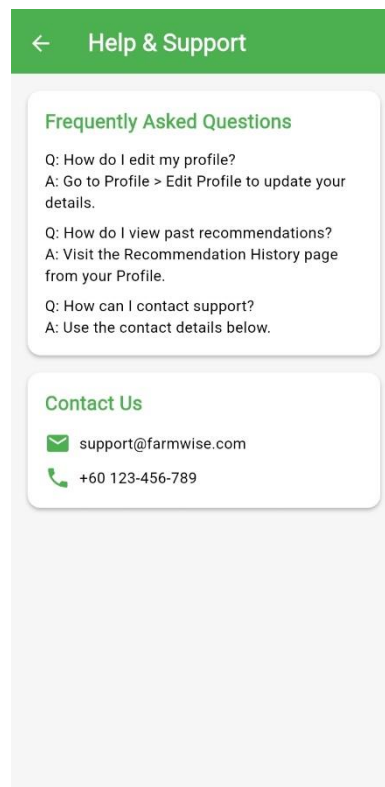 Help & Support
Frequently Asked Questions
Q: How do I edit my profile?
A: Go to Profile > Edit Profile to update your
details.
Q: How do I view past recommendations?
A: Visit the Recommendation History page
from your Profile.
Q: How can I contact support?
A: Use the contact details below.
Contact Us
support@farmwise.com
+60 123-456-789